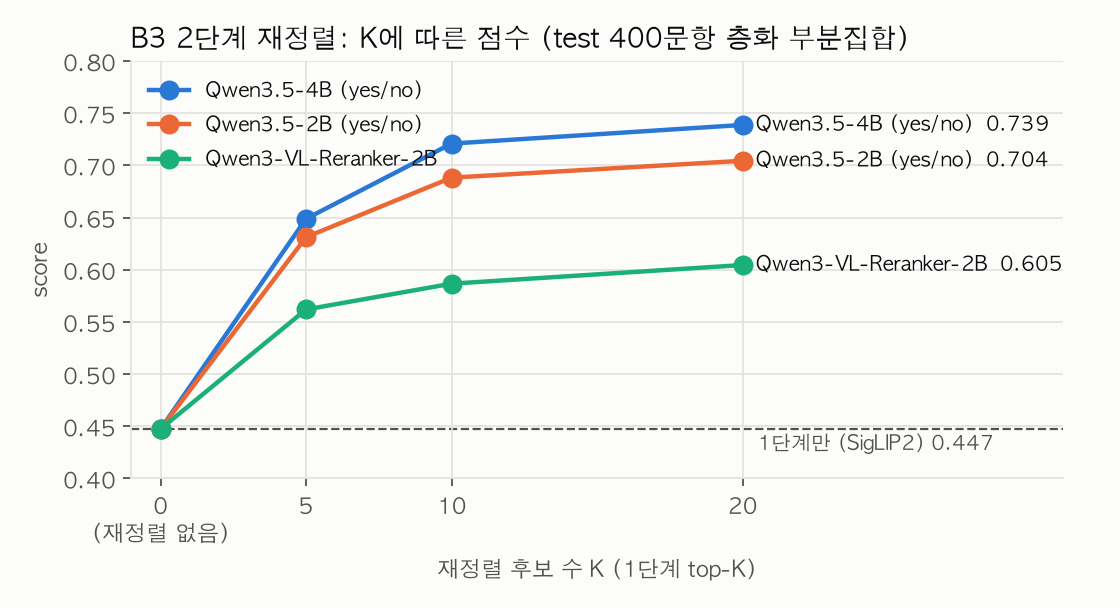 B3 2단계 재정렬: K에 따른 점수 (test 400문항 층화 부분집합)
0.80
0.75
0.70
0.65
0.60
0.55
0.50
0.45
0.40
score
Qwen3.5-4B (yes/no)
Qwen3.5-2B (yes/no)
Qwen3-VL-Reranker-2B
Qwen3.5-4B (yes/no) 0.739
Qwen3.5-2B (yes/no) 0.704
Qwen3-VL-Reranker-2B 0.605
1단계만 (SigLIP2) 0.447
0 5 10 20
(재정렬 없음)
재정렬 후보 수 K (1단계 top-K)